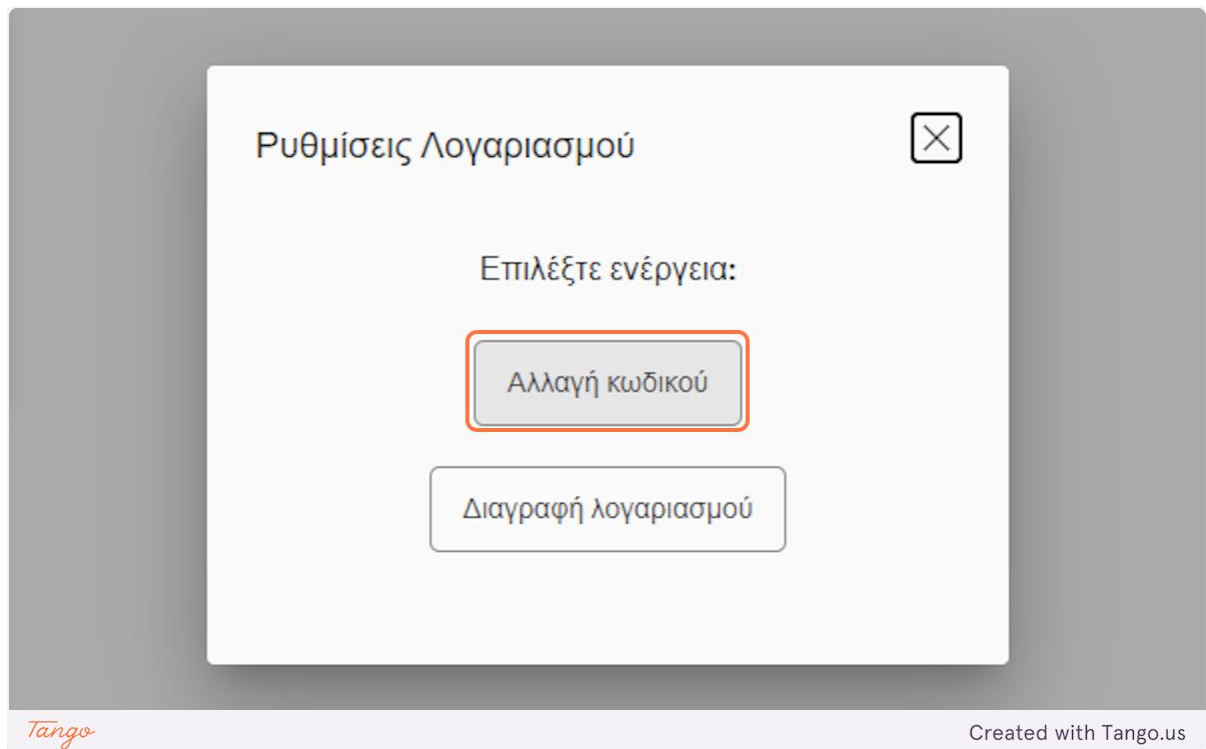 Ρυθμίσεις Λογαριασμού
Επιλέξτε ενέργεια:
Αλλαγή κωδικού
Διαγραφή λογαριασμού
Tango
Created with Tango.us